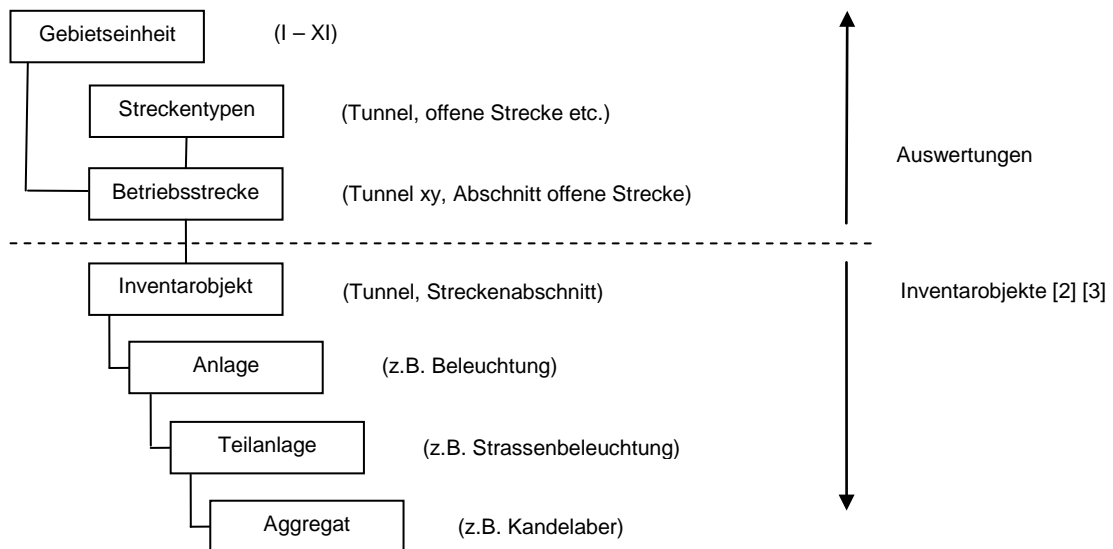 Gebietseinheit (I – XI)
Streckentypen (Tunnel, offene Strecke etc.)
Auswertungen
Betriebsstrecke (Tunnel xy, Abschnitt offene Strecke)
Inventarobjekt (Tunnel, Streckenabschnitt) Inventarobjekte [2] [3]
Anlage (z.B. Beleuchtung)
Teilanlage (z.B. Strassenbeleuchtung)
Aggregat (z.B. Kandelaber)